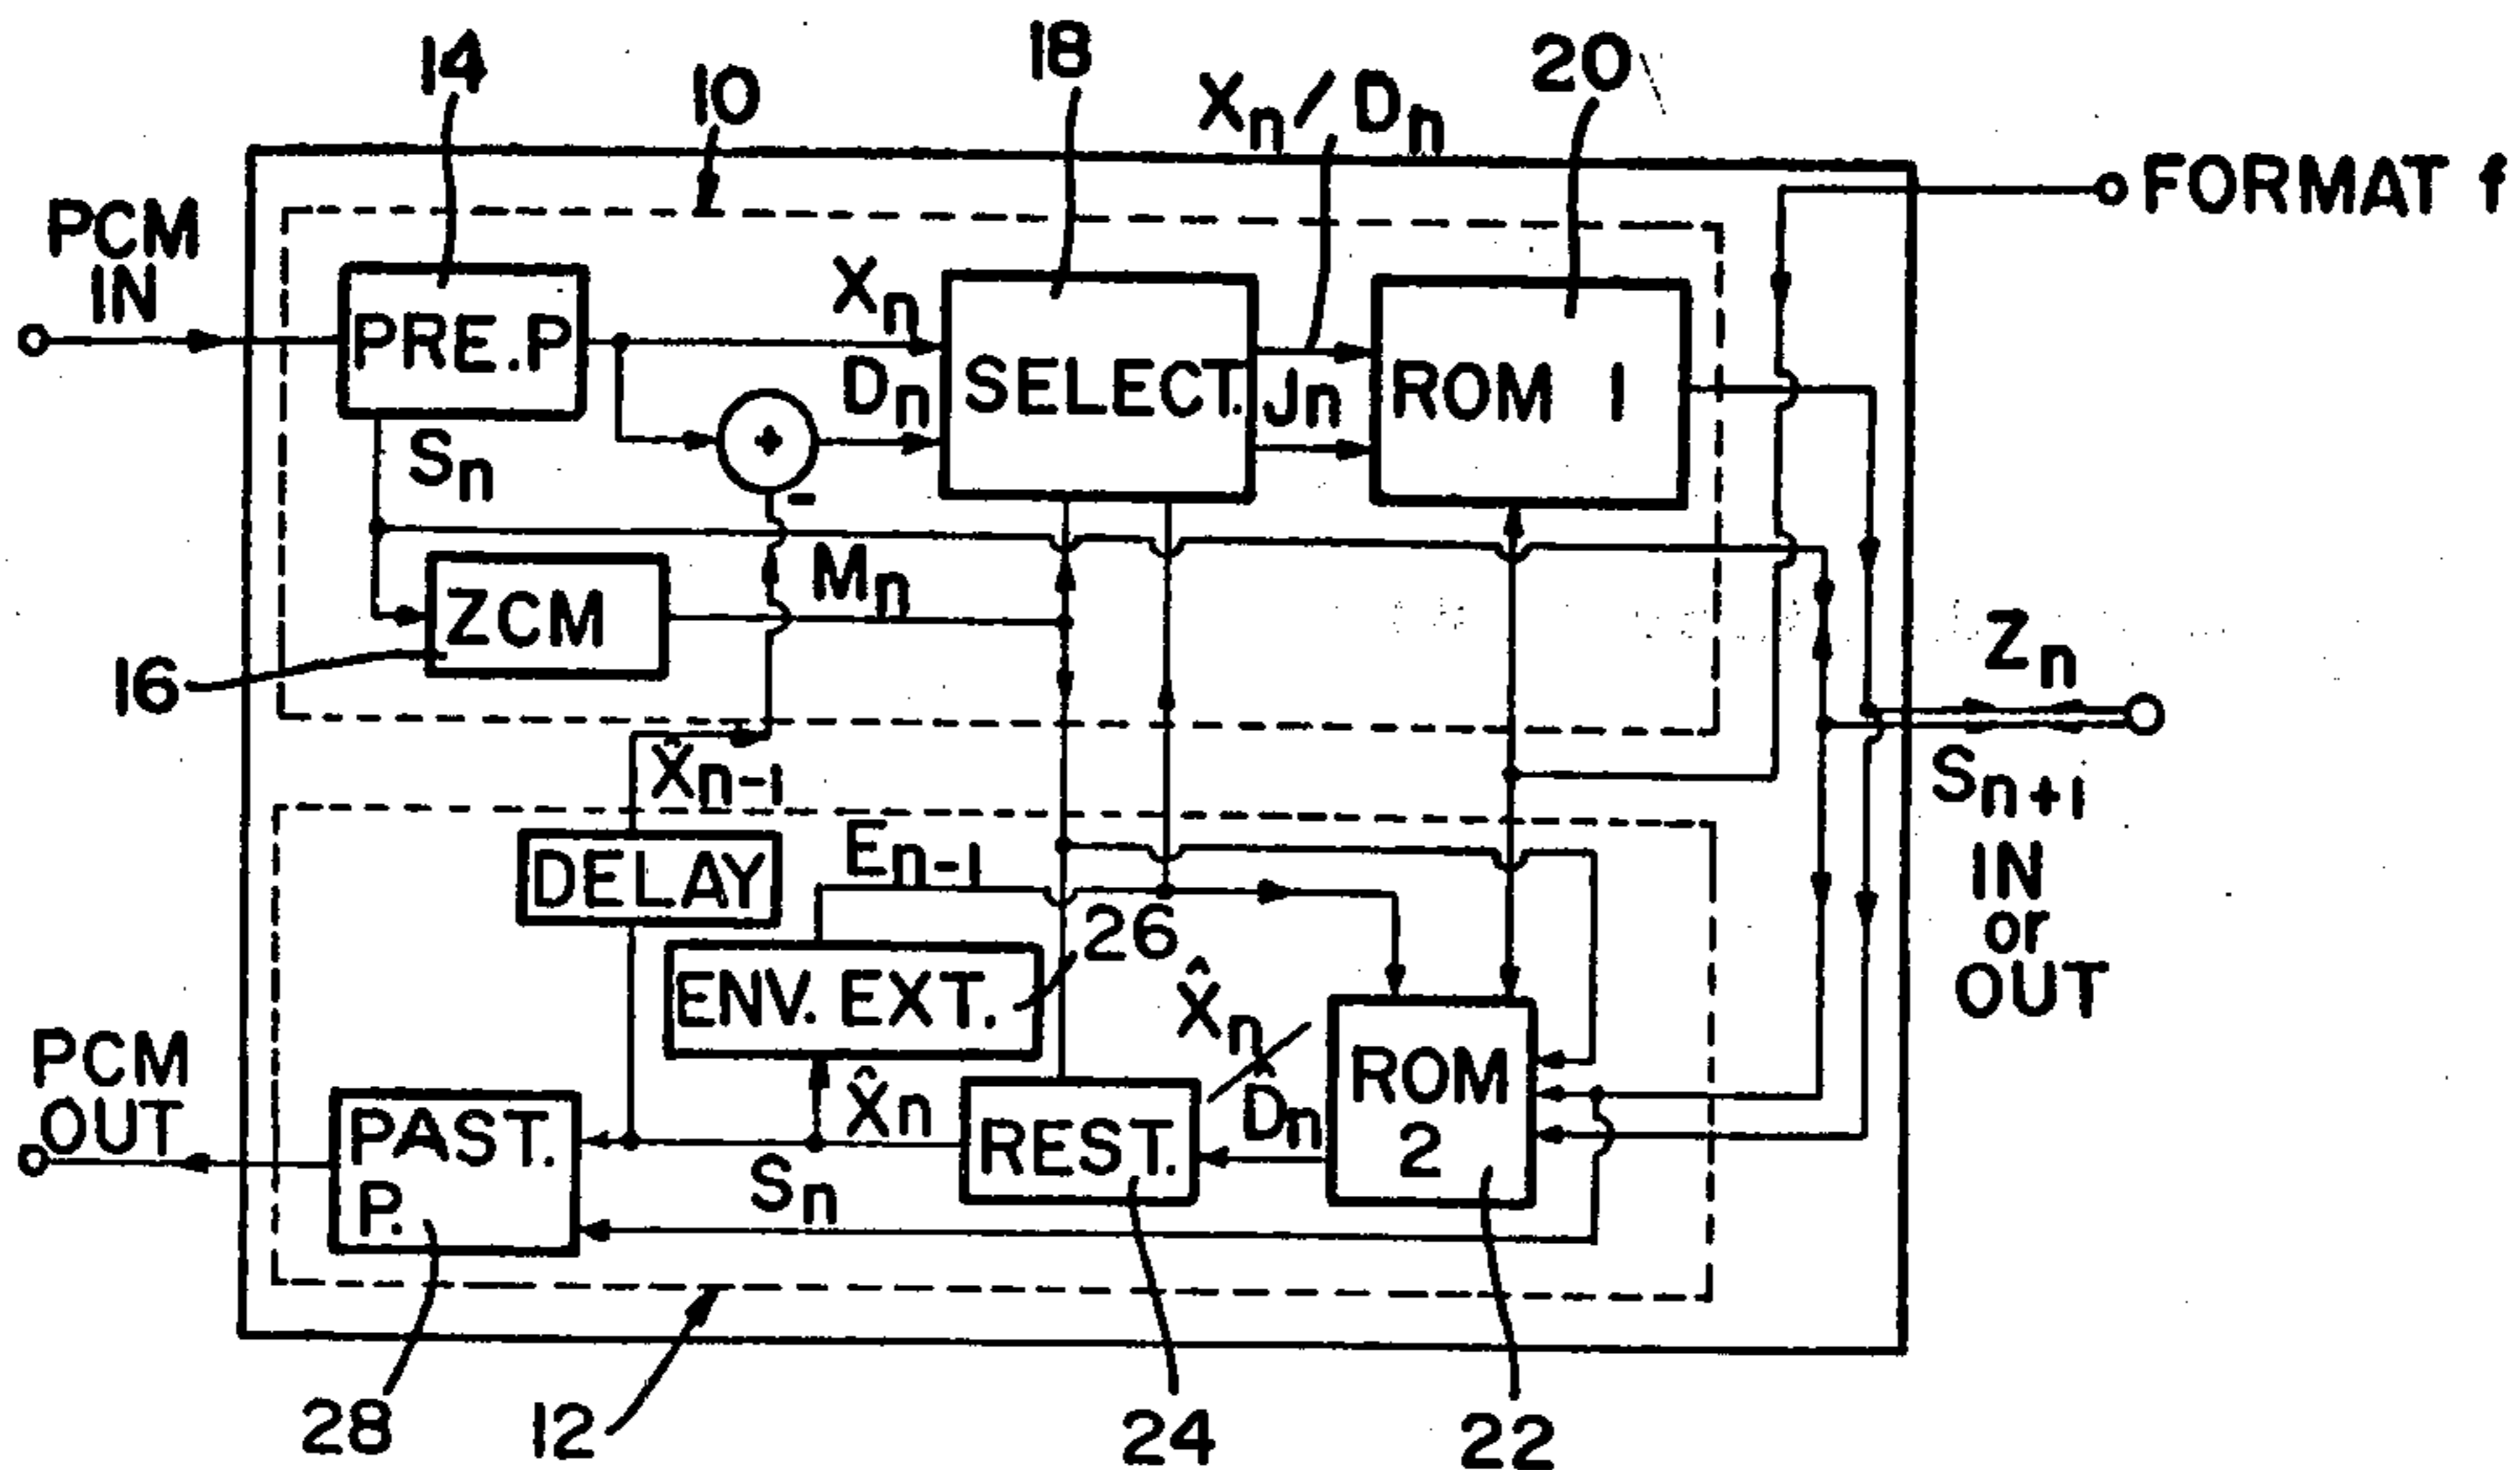 14
10
18
Xn / Dn
20
FORMAT f
PCM
IN
PRE.P
Xn
Dn
SELECT.
Jn
ROM 1
Sn
+
-
Mn
ZCM
16
Zn
X̂n-1
Sn+1
IN
or
OUT
DELAY
En-1
26
ENV. EXT.
X̂n
D̂n
ROM
2
PCM
OUT
PAST.
P.
X̂n
REST.
Sn
28
12
24
22